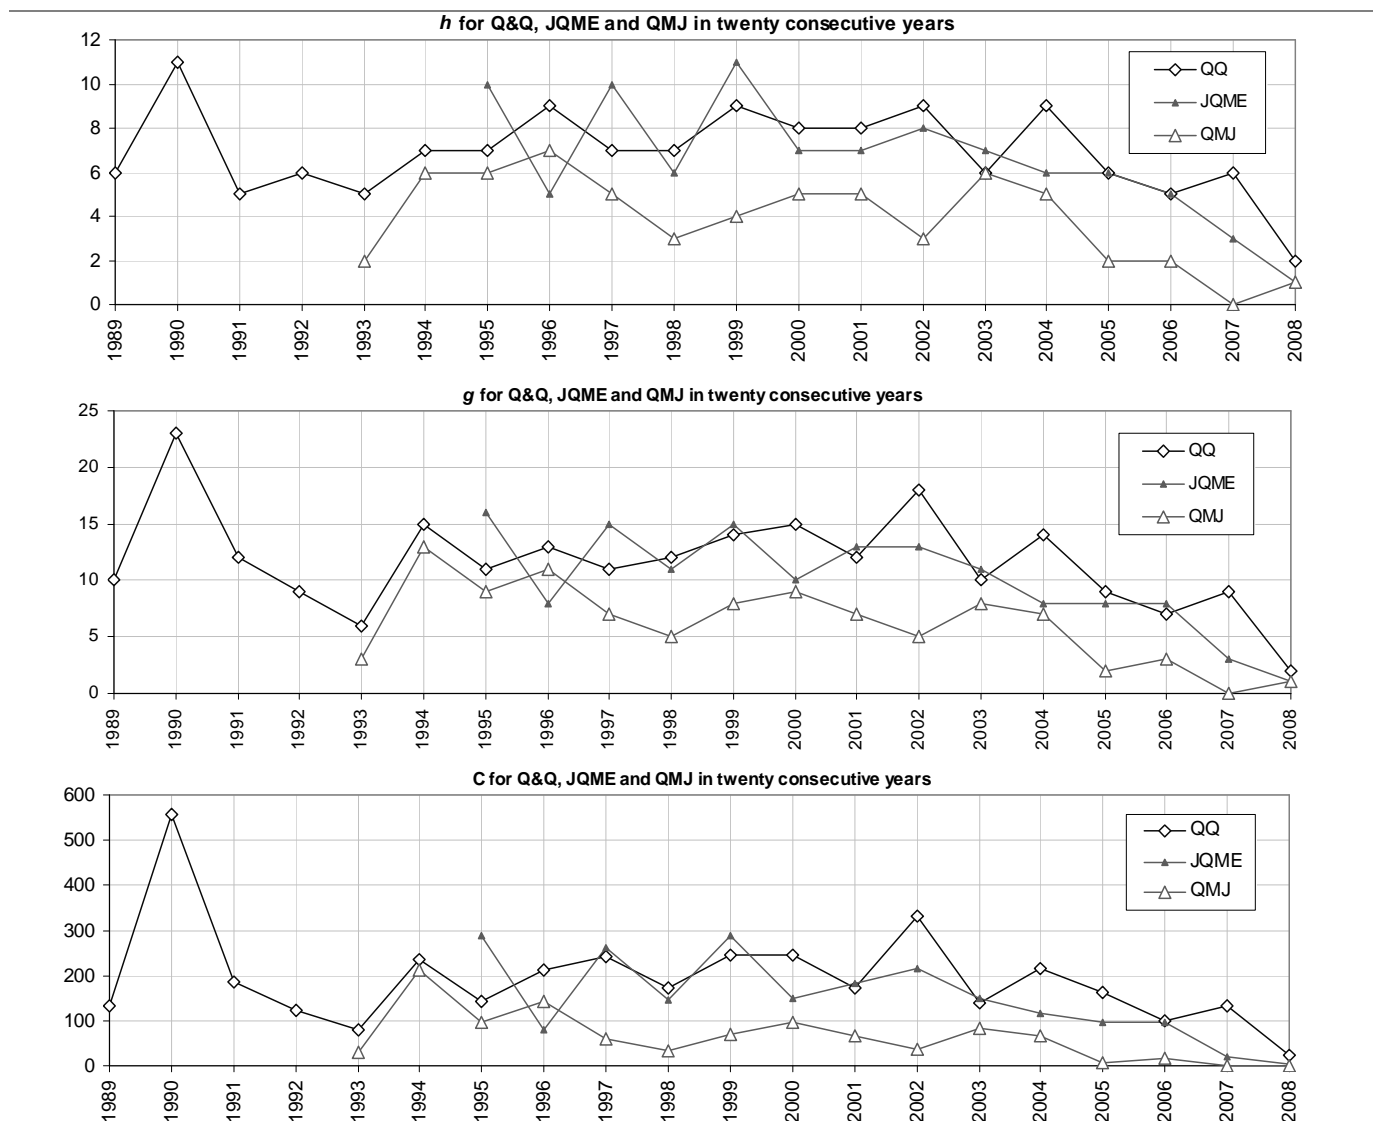 h for Q&Q, JQME and QMJ in twenty consecutive years
12
10
8
6
4
2
0
QQ
JQME
QMJ
1989 1990 1991 1992 1993 1994 1995 1996 1997 1998 1999 2000 2001 2002 2003 2004 2005 2006 2007 2008
g for Q&Q, JQME and QMJ in twenty consecutive years
25
20
15
10
5
0
QQ
JQME
QMJ
1989 1990 1991 1992 1993 1994 1995 1996 1997 1998 1999 2000 2001 2002 2003 2004 2005 2006 2007 2008
C for Q&Q, JQME and QMJ in twenty consecutive years
600
500
400
300
200
100
0
QQ
JQME
QMJ
1989 1990 1991 1992 1993 1994 1995 1996 1997 1998 1999 2000 2001 2002 2003 2004 2005 2006 2007 2008